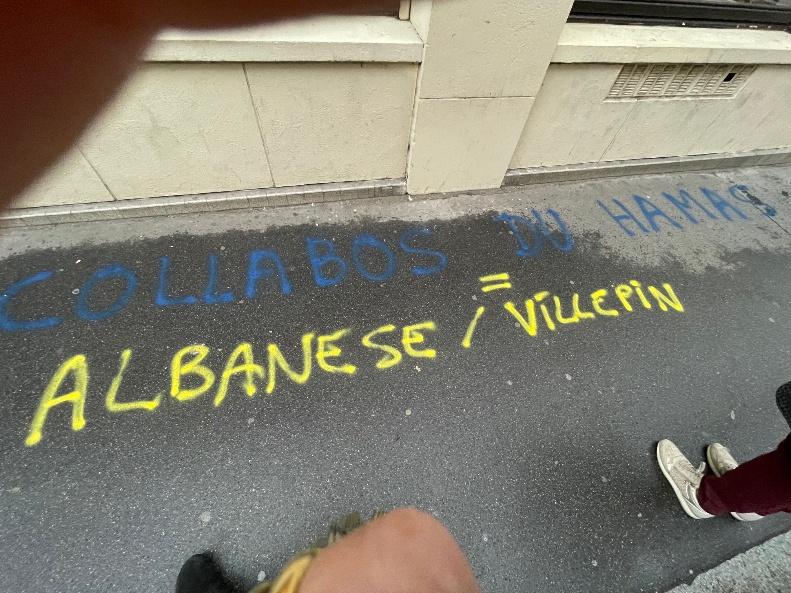 COLLABOS DU HAMAS
=
ALBANESE / VILLEPIN